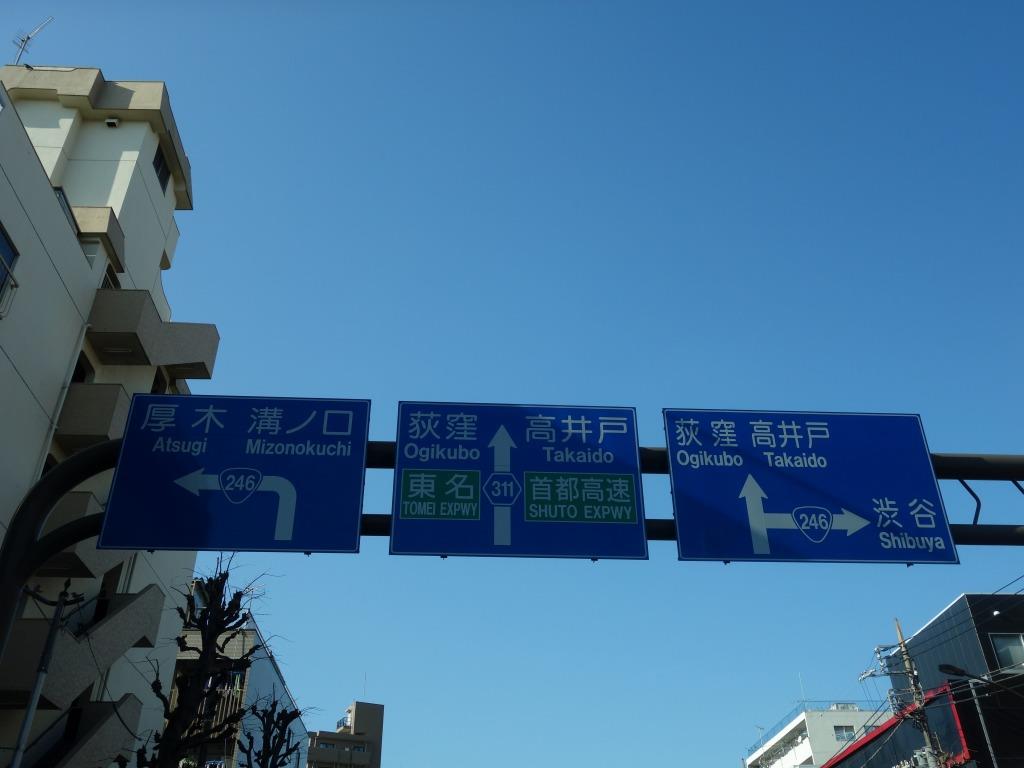 厚木 溝ノ口
Atsugi Mizonokuchi
246
荻窪 高井戸
Ogikubo Takaido
東名 311 首都高速
TOMEI EXPWY SHUTO EXPWY
荻窪 高井戸
Ogikubo Takaido
246 渋谷
Shibuya